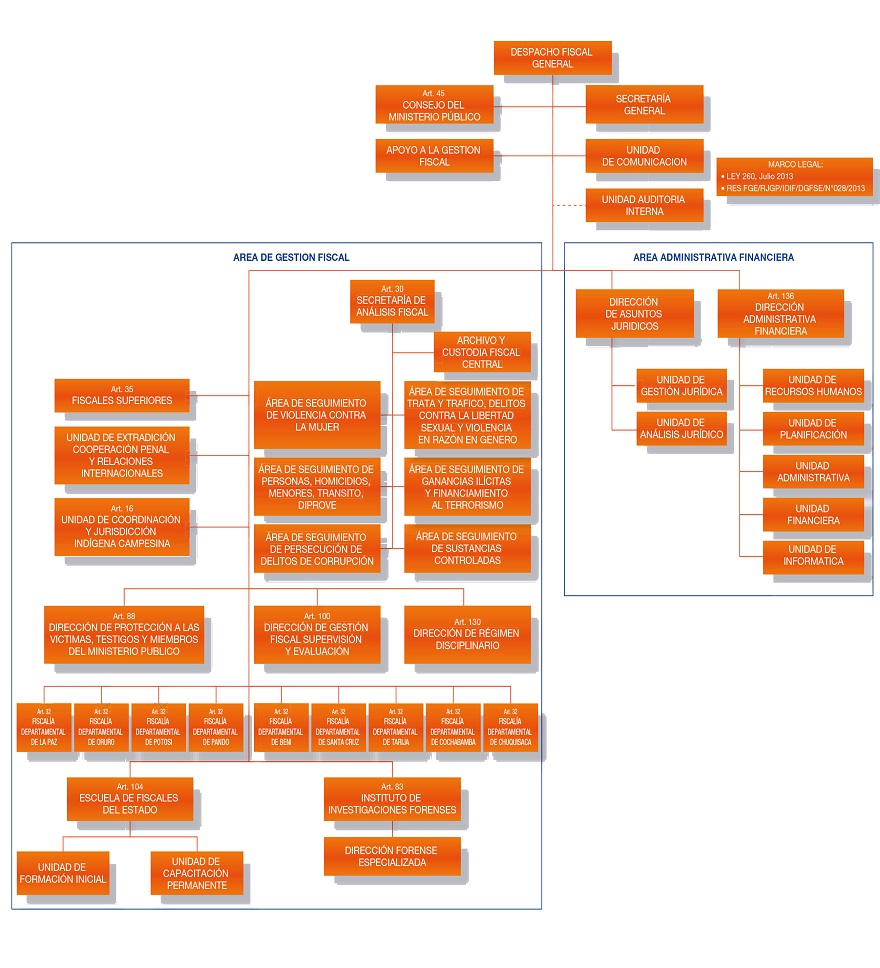 DESPACHO FISCAL
GENERAL
Art. 45
CONSEJO DEL
MINISTERIO PÚBLICO
SECRETARÍA
GENERAL
APOYO A LA GESTION
FISCAL
UNIDAD
DE COMUNICACION
MARCO LEGAL:
• LEY 260, Julio 2013
• RES FGE/RJGP/IDIF/DGFSE/N°028/2013
UNIDAD AUDITORIA
INTERNA
AREA DE GESTION FISCAL
Art. 30
SECRETARÍA DE
ANÁLISIS FISCAL
ARCHIVO Y
CUSTODIA FISCAL
CENTRAL
Art. 35
FISCALES SUPERIORES
UNIDAD DE EXTRADICIÓN
COOPERACIÓN PENAL
Y RELACIONES
INTERNACIONALES
Art. 16
UNIDAD DE COORDINACIÓN
Y JURISDICCIÓN
INDÍGENA CAMPESINA
ÁREA DE SEGUIMIENTO
DE VIOLENCIA CONTRA
LA MUJER
ÁREA DE SEGUIMIENTO DE
TRATA Y TRAFICO, DELITOS
CONTRA LA LIBERTAD
SEXUAL Y VIOLENCIA
EN RAZÓN EN GENERO
ÁREA DE SEGUIMIENTO DE
PERSONAS, HOMICIDIOS,
MENORES, TRANSITO,
DIPROVE
ÁREA DE SEGUIMIENTO DE
GANANCIAS ILÍCITAS
Y FINANCIAMIENTO
AL TERRORISMO
ÁREA DE SEGUIMIENTO
DE PERSECUCIÓN DE
DELITOS DE CORRUPCIÓN
ÁREA DE SEGUIMIENTO
DE SUSTANCIAS
CONTROLADAS
Art. 88
DIRECCIÓN DE PROTECCIÓN A LAS
VICTIMAS, TESTIGOS Y MIEMBROS
DEL MINISTERIO PUBLICO
Art. 100
DIRECCIÓN DE GESTIÓN
FISCAL SUPERVISIÓN
Y EVALUACIÓN
Art. 130
DIRECCIÓN DE RÉGIMEN
DISCIPLINARIO
Art. 32
FISCALÍA
DEPARTAMENTAL
DE LA PAZ
Art. 32
FISCALÍA
DEPARTAMENTAL
DE ORURO
Art. 32
FISCALÍA
DEPARTAMENTAL
DE POTOSI
Art. 32
FISCALÍA
DEPARTAMENTAL
DE PANDO
Art. 32
FISCALÍA
DEPARTAMENTAL
DE BENI
Art. 32
FISCALÍA
DEPARTAMENTAL
DE SANTA CRUZ
Art. 32
FISCALÍA
DEPARTAMENTAL
DE TARIJA
Art. 32
FISCALÍA
DEPARTAMENTAL
DE COCHABAMBA
Art. 32
FISCALÍA
DEPARTAMENTAL
DE CHUQUISACA
Art. 104
ESCUELA DE FISCALES
DEL ESTADO
Art. 83
INSTITUTO DE
INVESTIGACIONES FORENSES
UNIDAD DE
FORMACIÓN INICIAL
UNIDAD DE
CAPACITACIÓN
PERMANENTE
DIRECCIÓN FORENSE
ESPECIALIZADA
AREA ADMINISTRATIVA FINANCIERA
DIRECCIÓN
DE ASUNTOS
JURIDICOS
Art. 136
DIRECCIÓN
ADMINISTRATIVA
FINANCIERA
UNIDAD DE
GESTIÓN JURÍDICA
UNIDAD DE
ANÁLISIS JURÍDICO
UNIDAD DE
RECURSOS HUMANOS
UNIDAD DE
PLANIFICACIÓN
UNIDAD
ADMINISTRATIVA
UNIDAD
FINANCIERA
UNIDAD DE
INFORMATICA